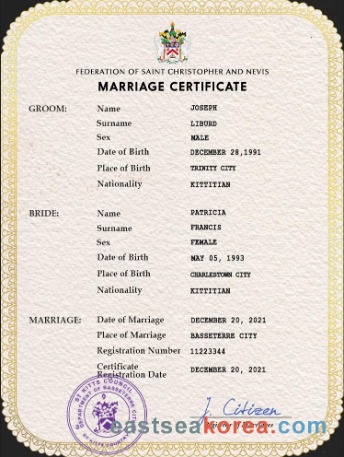 FEDERATION OF SAINT CHRISTOPHER AND NEVIS
MARRIAGE CERTIFICATE
GROOM: Name JOSEPH
Surname LIBURD
Sex MALE
Date of Birth DECEMBER 28,1991
Place of Birth TRINITY CITY
Nationality KITTITIAN
BRIDE: Name PATRICIA
Surname FRANCIS
Sex FEMALE
Date of Birth MAY 05, 1993
Place of Birth CHARLESTOWN CITY
Nationality KITTITIAN
MARRIAGE: Date of Marriage DECEMBER 20, 2021
Place of Marriage BASSETERRE CITY
Registration Number 11223344
Certificate
Registration Date DECEMBER 20, 2021
ST KITTS COUNCIL
DEPARTMENT OF BASSETERRE CITY
J. Citizen
eastseakorea.com